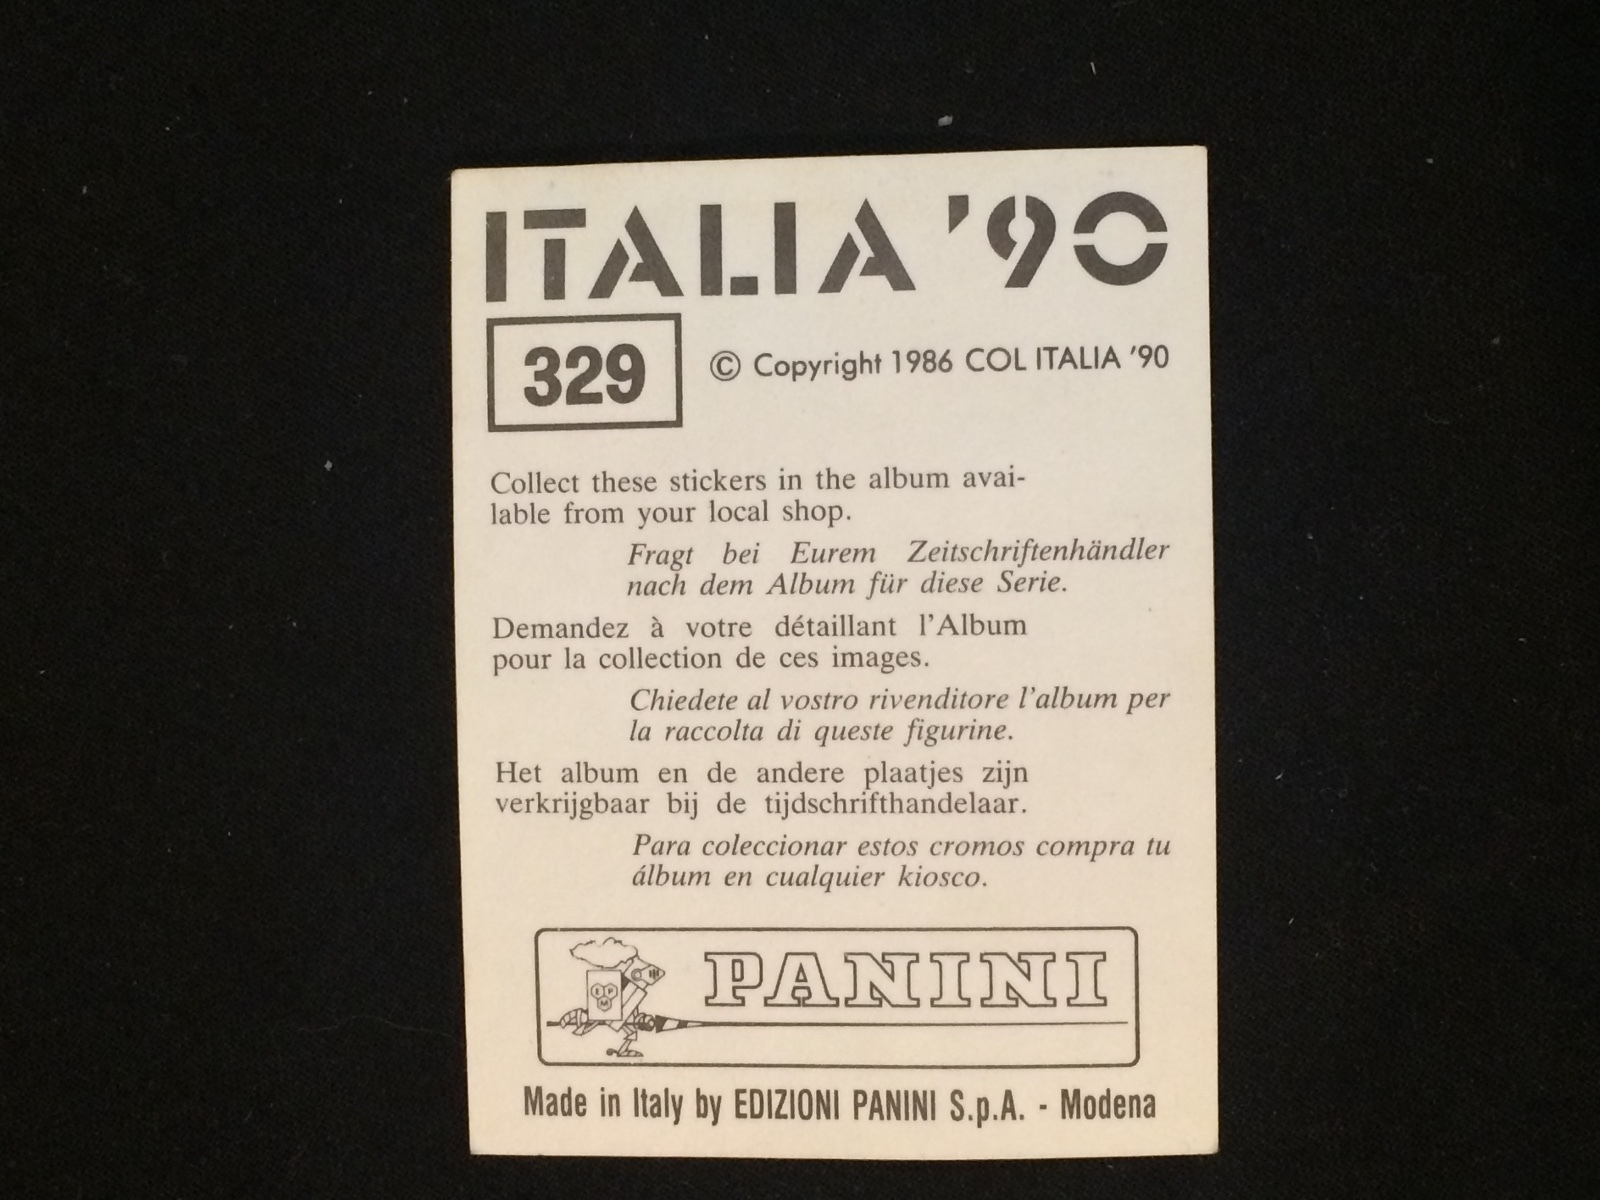 ITALIA '90
329
© Copyright 1986 COL ITALIA '90
Collect these stickers in the album avai-
lable from your local shop.
Fragt bei Eurem Zeitschriftenhändler
nach dem Album für diese Serie.
Demandez à votre détaillant l'Album
pour la collection de ces images.
Chiedete al vostro rivenditore l'album per
la raccolta di queste figurine.
Het album en de andere plaatjes zijn
verkrijgbaar bij de tijdschrifthandelaar.
Para coleccionar estos cromos compra tu
álbum en cualquier kiosco.
E P
M
PANINI
Made in Italy by EDIZIONI PANINI S.p.A. - Modena